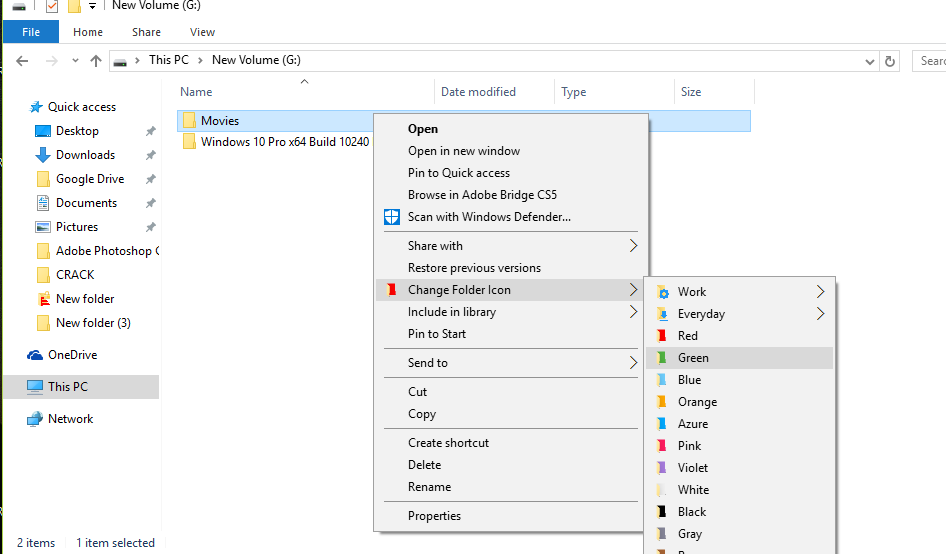 New Volume (G:)
File Home Share View
This PC New Volume (G:)
Name Date modified Type Size
Quick access
Desktop
Downloads
Google Drive
Documents
Pictures
Adobe Photoshop
CRACK
New folder
New folder (3)
OneDrive
This PC
Network
Movies
Windows 10 Pro x64 Build 10240
Open
Open in new window
Pin to Quick access
Browse in Adobe Bridge CS5
Scan with Windows Defender...
Share with
Restore previous versions
Change Folder Icon
Include in library
Pin to Start
Send to
Cut
Copy
Create shortcut
Delete
Rename
Properties
Work
Everyday
Red
Green
Blue
Orange
Azure
Pink
Violet
White
Black
Gray
2 items 1 item selected